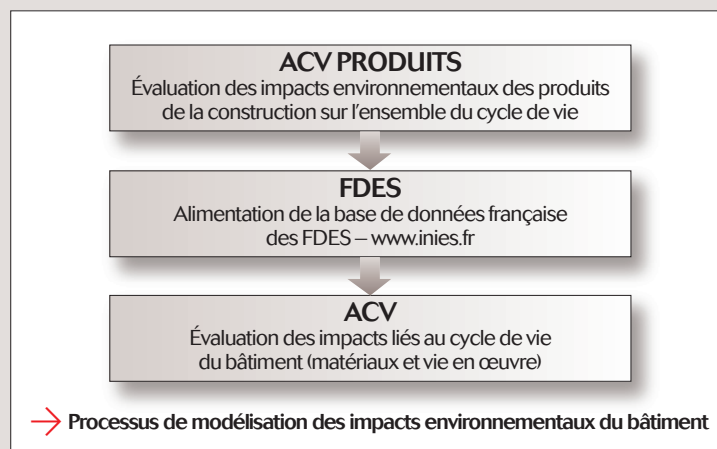 ACV PRODUITS
Évaluation des impacts environnementaux des produits
de la construction sur l’ensemble du cycle de vie
FDES
Alimentation de la base de données française
des FDES – www.inies.fr
ACV
Évaluation des impacts liés au cycle de vie
du bâtiment (matériaux et vie en œuvre)
Processus de modélisation des impacts environnementaux du bâtiment